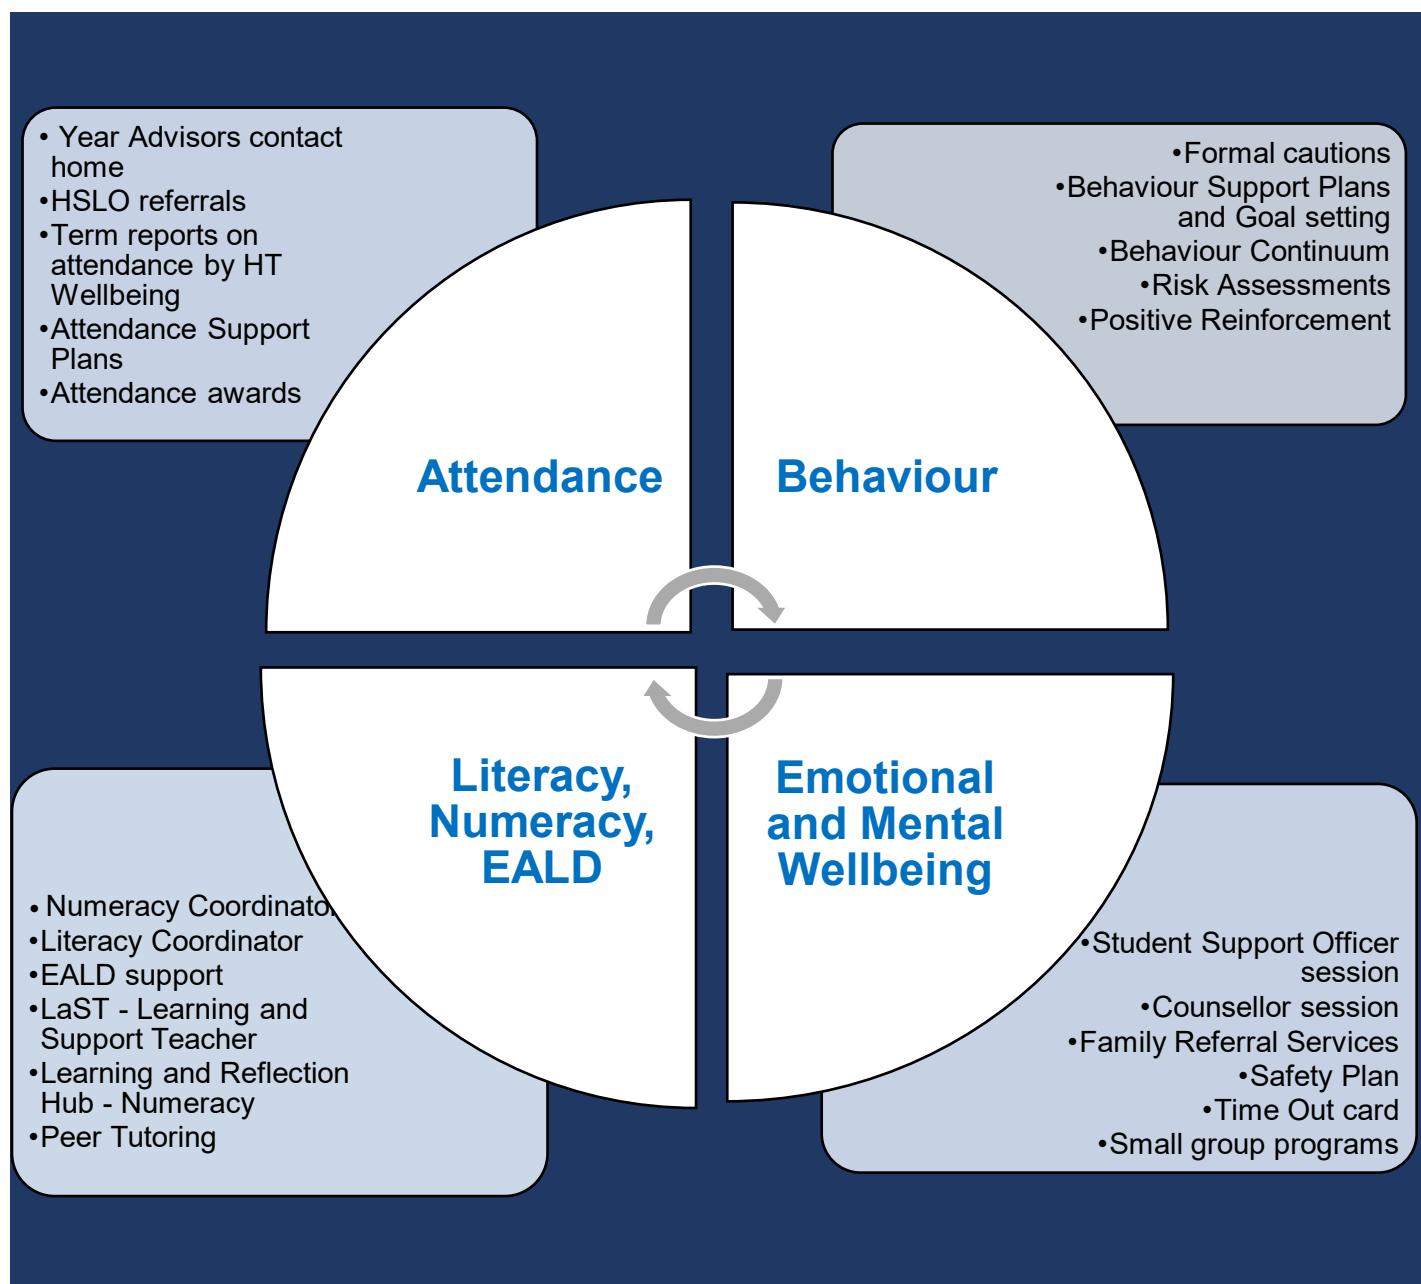 • Year Advisors contact
home
•HSLO referrals
•Term reports on
attendance by HT
Wellbeing
•Attendance Support
Plans
•Attendance awards
•Formal cautions
•Behaviour Support Plans
and Goal setting
•Behaviour Continuum
•Risk Assessments
•Positive Reinforcement
Attendance
Behaviour
Literacy,
Numeracy,
EALD
Emotional
and Mental
Wellbeing
• Numeracy Coordinator
•Literacy Coordinator
•EALD support
•LaST - Learning and
Support Teacher
•Learning and Reflection
Hub - Numeracy
•Peer Tutoring
•Student Support Officer
session
•Counsellor session
•Family Referral Services
•Safety Plan
•Time Out card
•Small group programs